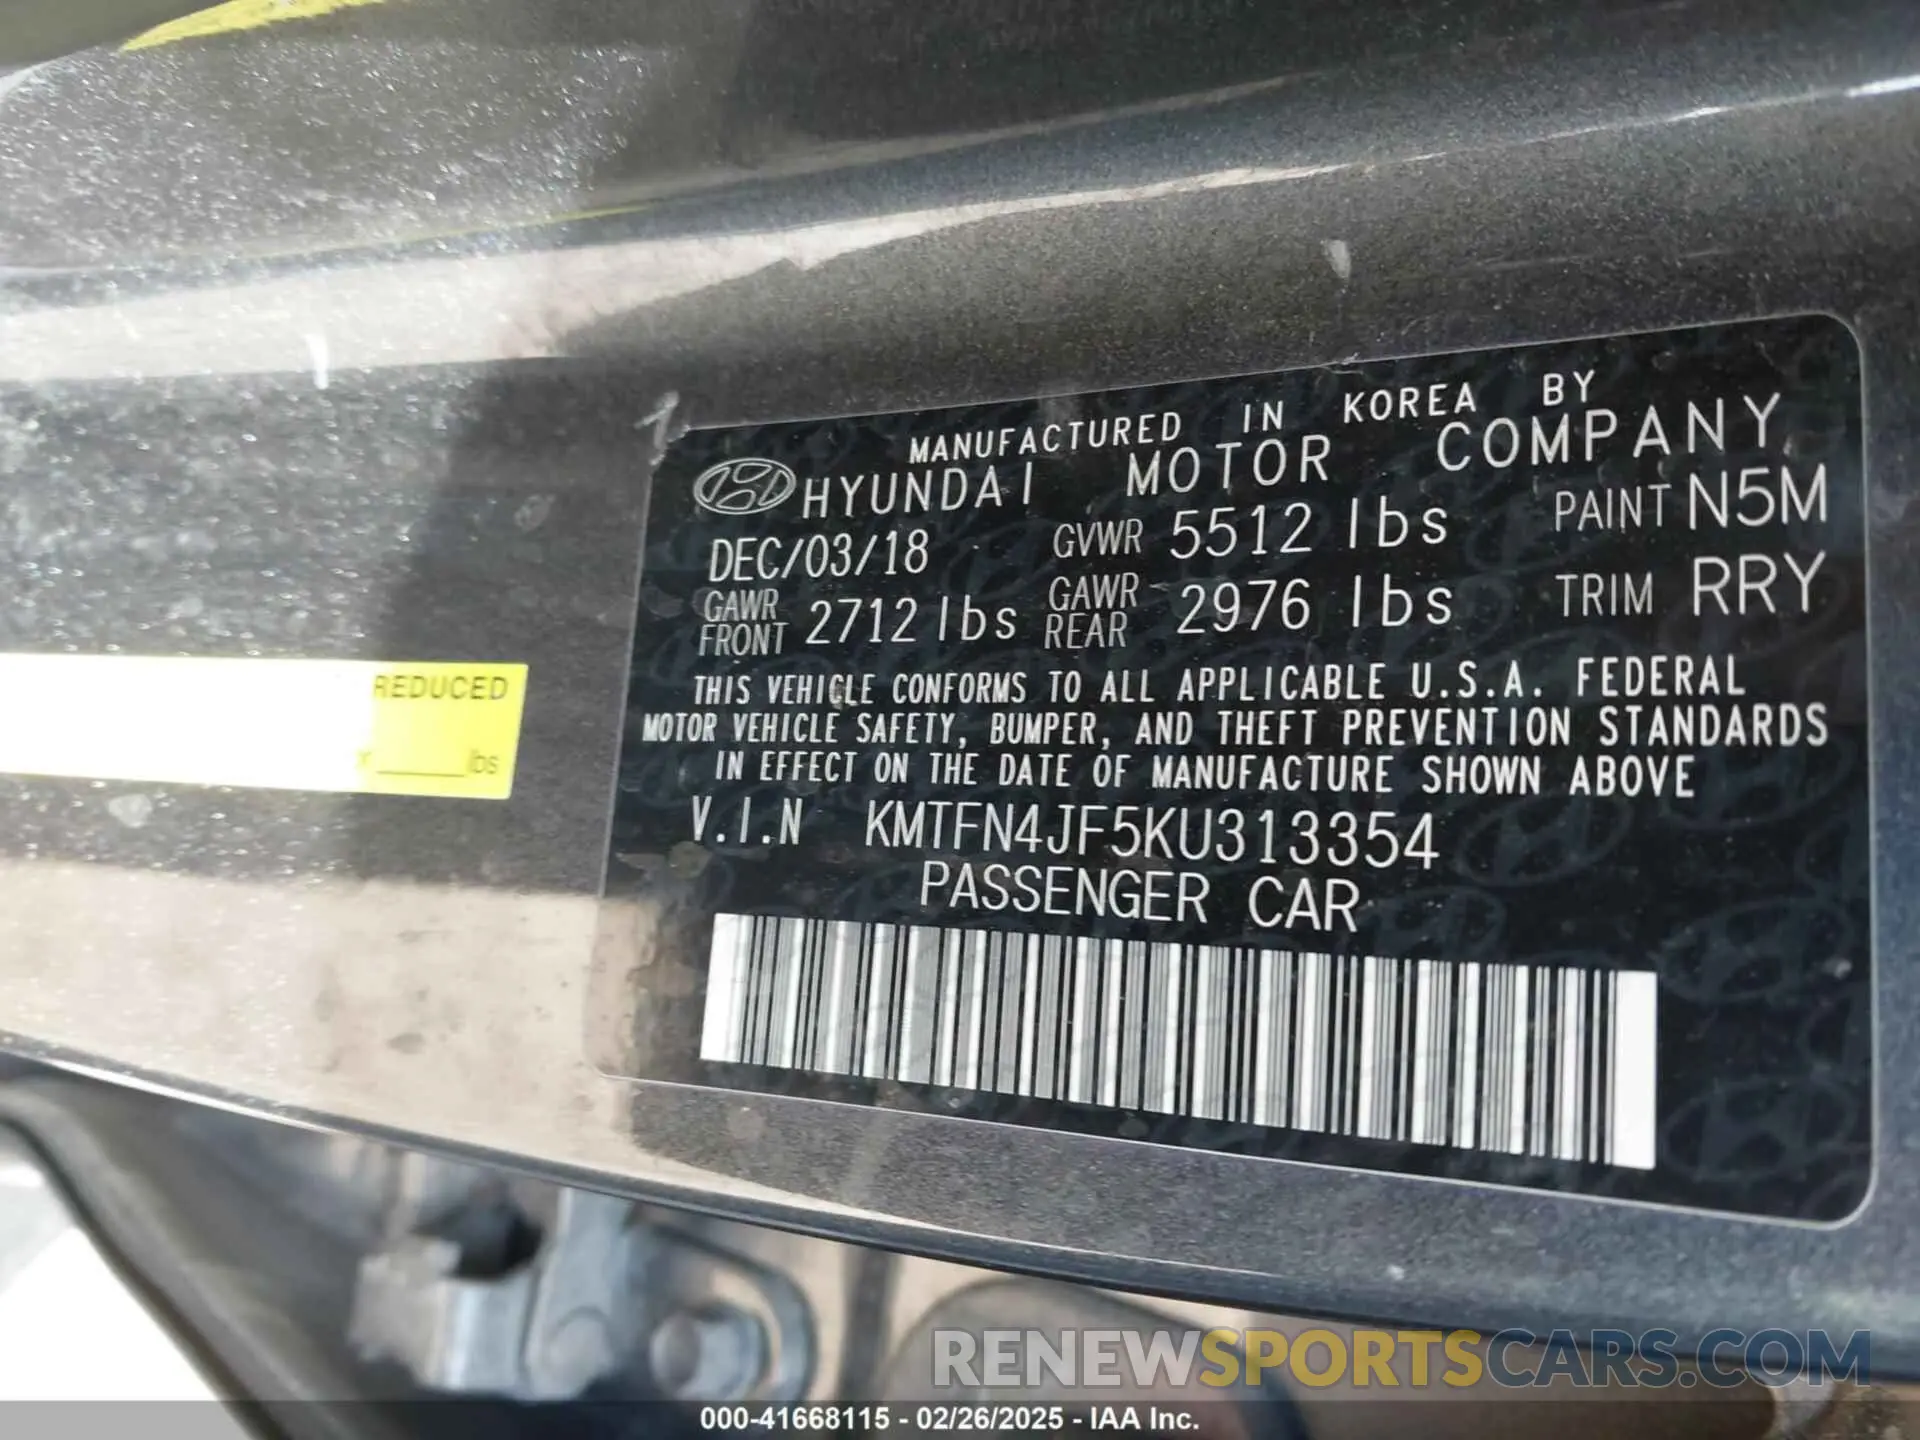 MANUFACTURED IN KOREA BY
HYUNDAI MOTOR COMPANY
DEC/03/18 GVWR 5512 lbs PAINT N5M
GAWR FRONT 2712 lbs GAWR REAR 2976 lbs TRIM RRY
THIS VEHICLE CONFORMS TO ALL APPLICABLE U.S.A. FEDERAL
MOTOR VEHICLE SAFETY, BUMPER, AND THEFT PREVENTION STANDARDS
IN EFFECT ON THE DATE OF MANUFACTURE SHOWN ABOVE
V.I.N KMTFN4JF5KU313354
PASSENGER CAR
REDUCED
lbs
RENEWSPORTSCARS.COM
000-41668115 - 02/26/2025 - IAA Inc.